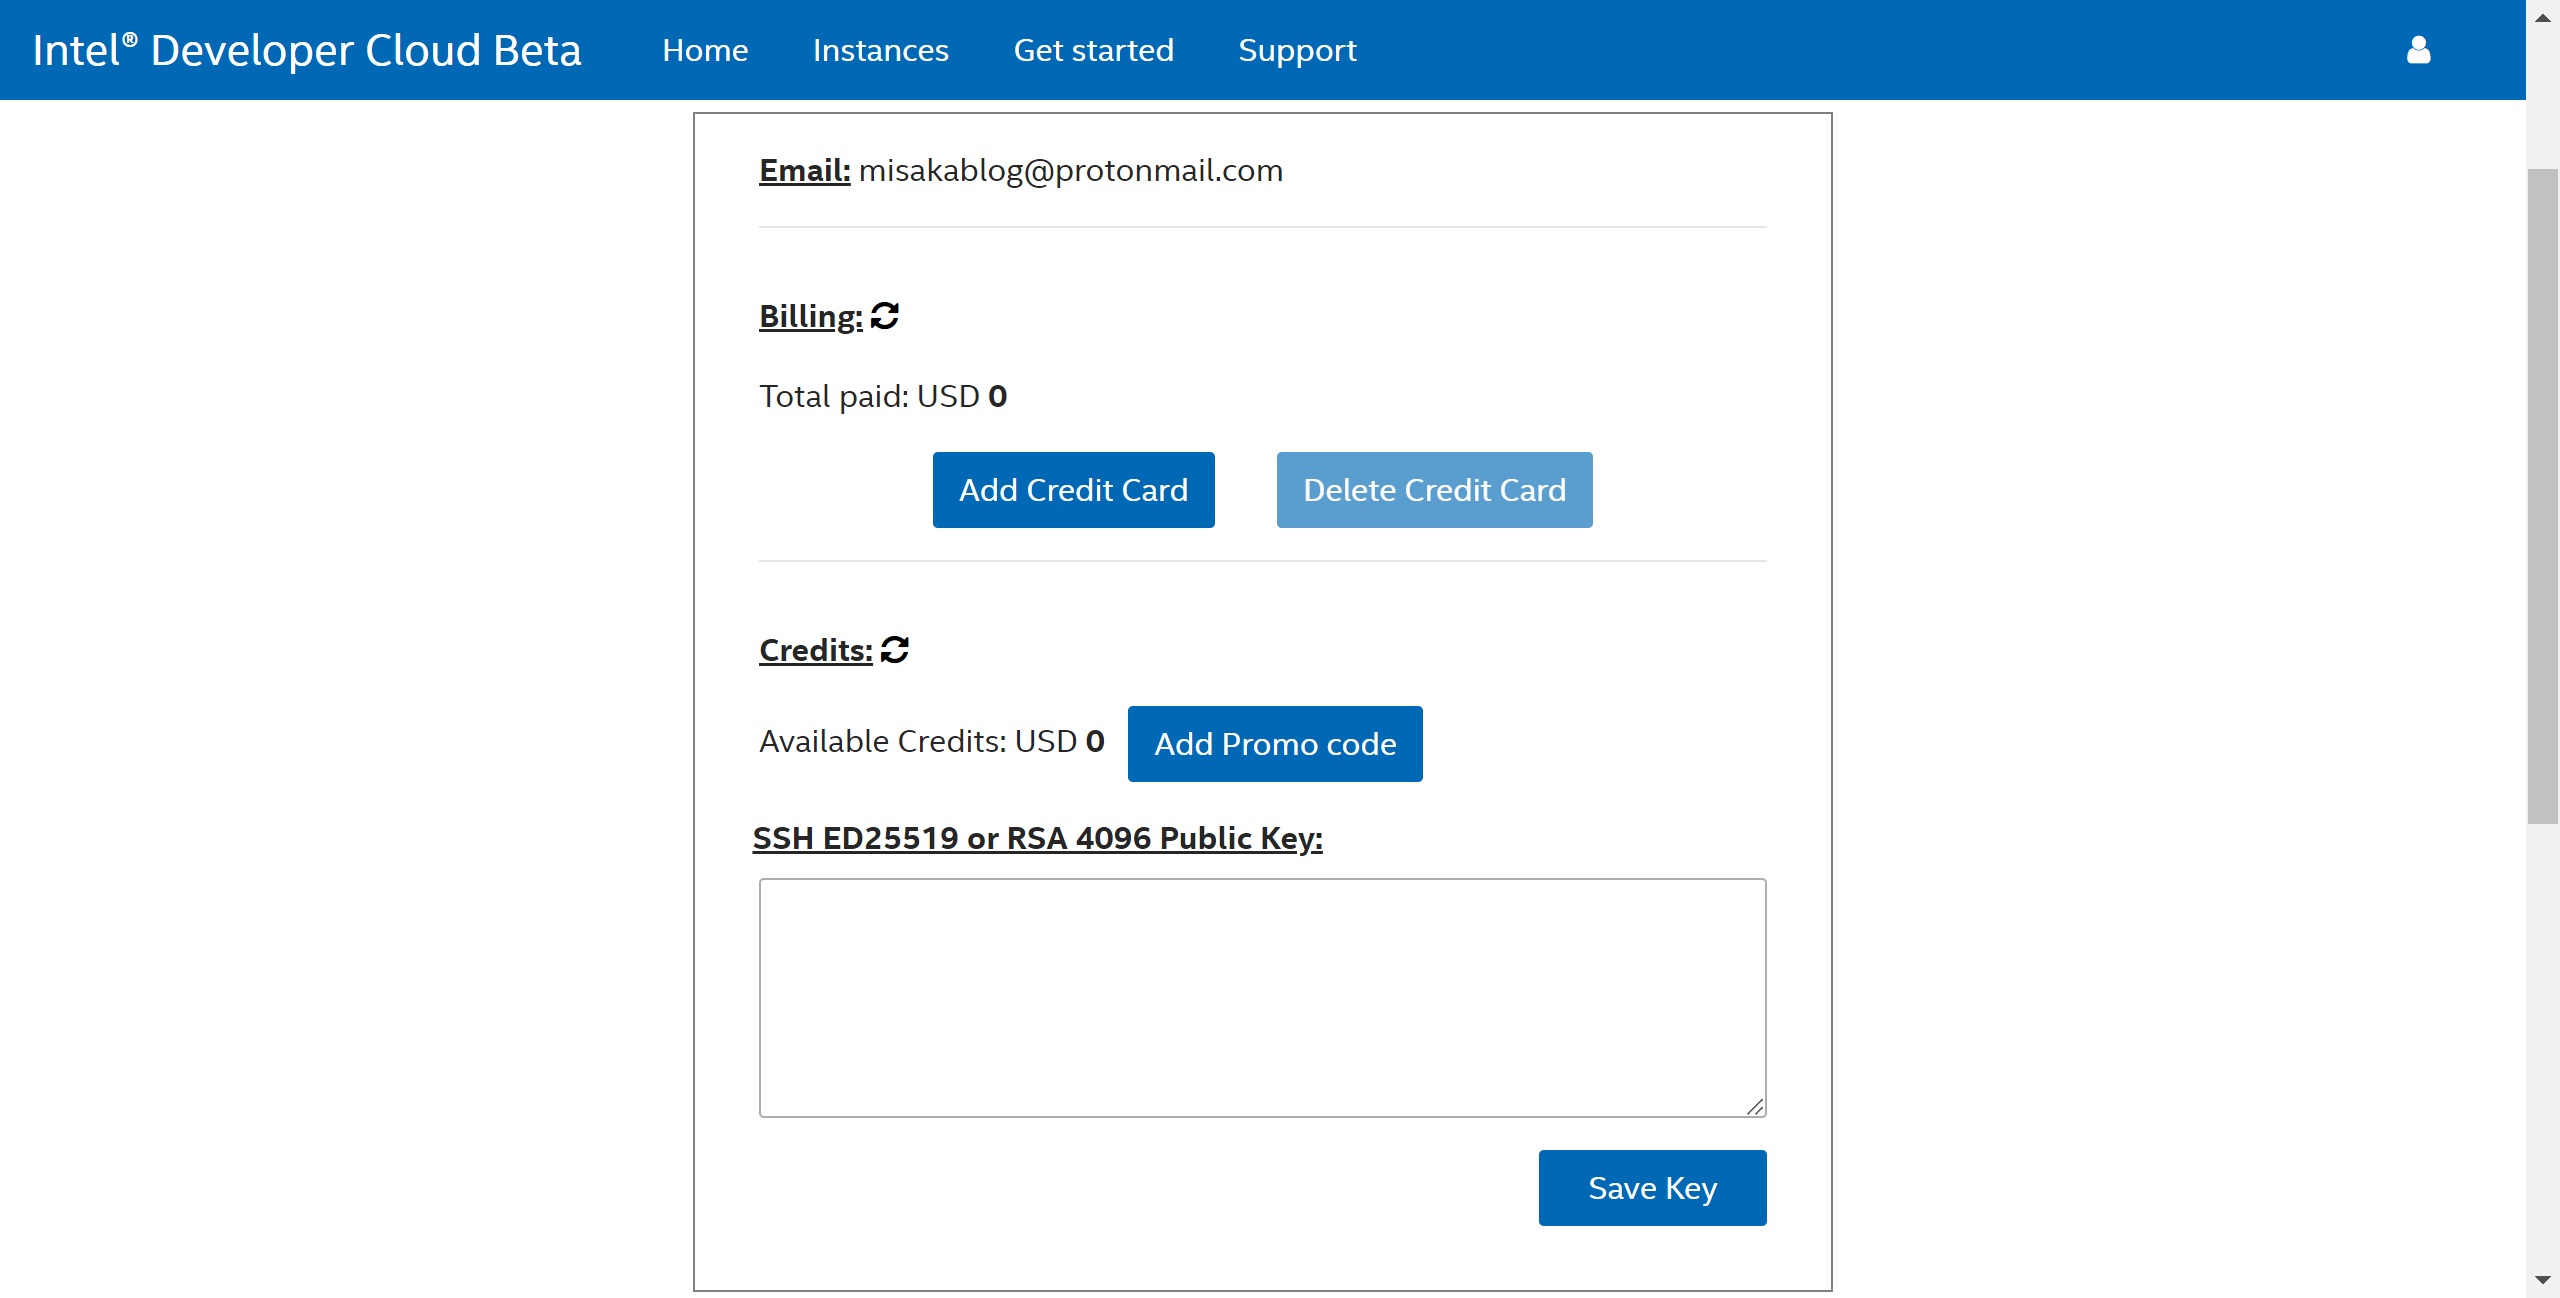 Intel® Developer Cloud Beta Home Instances Get started Support
Email: misakablog@protonmail.com
Billing:
Total paid: USD 0
Add Credit Card Delete Credit Card
Credits:
Available Credits: USD 0 Add Promo code
SSH ED25519 or RSA 4096 Public Key:
Save Key